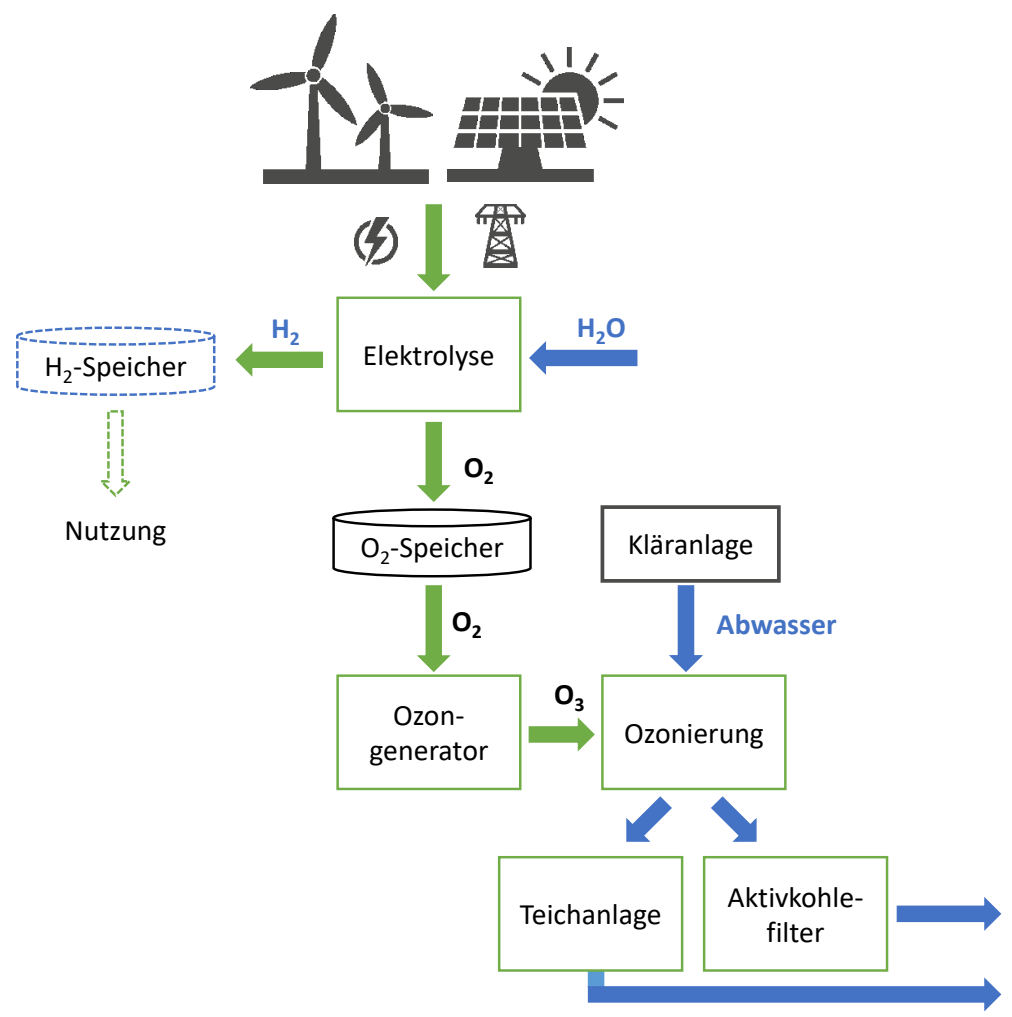 H₂
H₂O
Elektrolyse
H₂-Speicher
O₂
Nutzung
O₂-Speicher
Kläranlage
O₂
Abwasser
O₃
Ozon-
generator
Ozonierung
Teichanlage
Aktivkohle-
filter